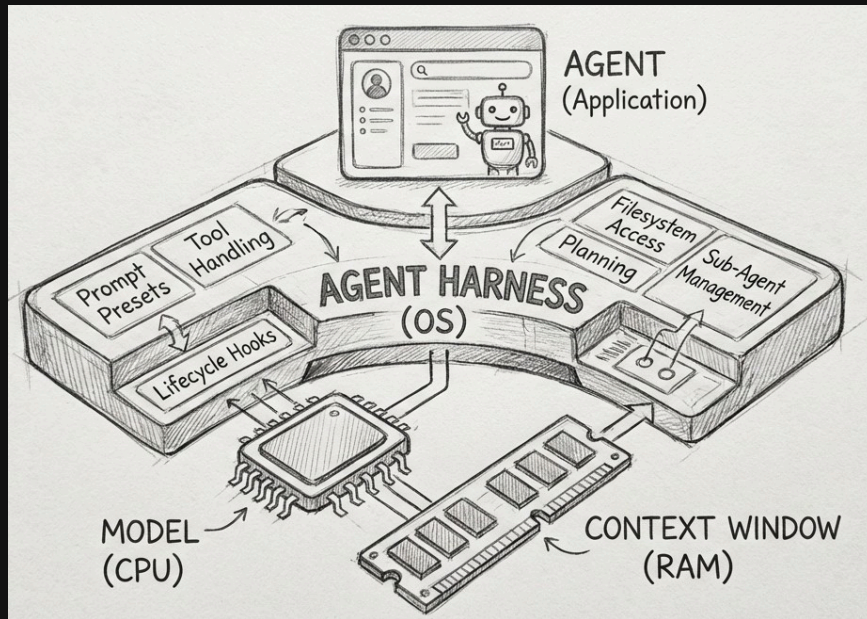 AGENT
(Application)
Prompt
Presets
Tool
Handling
Lifecycle Hooks
AGENT HARNESS
(OS)
Filesystem
Access
Planning
Sub-Agent
Management
MODEL
(CPU)
CONTEXT WINDOW
(RAM)